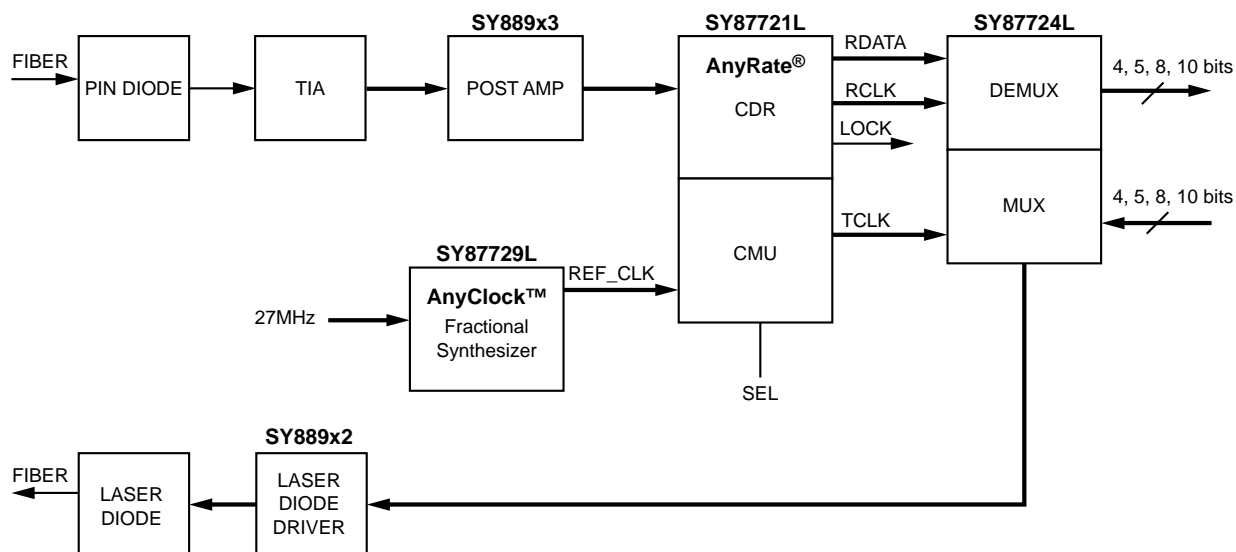 SY889x3
SY87721L
SY87724L
FIBER
PIN DIODE
TIA
POST AMP
AnyRate®
CDR
RDATA
RCLK
LOCK
DEMUX
4, 5, 8, 10 bits
CMU
TCLK
MUX
4, 5, 8, 10 bits
SY87729L
REF_CLK
27MHz
AnyClock™
Fractional
Synthesizer
SEL
SY889x2
FIBER
LASER
DIODE
LASER
DIODE
DRIVER